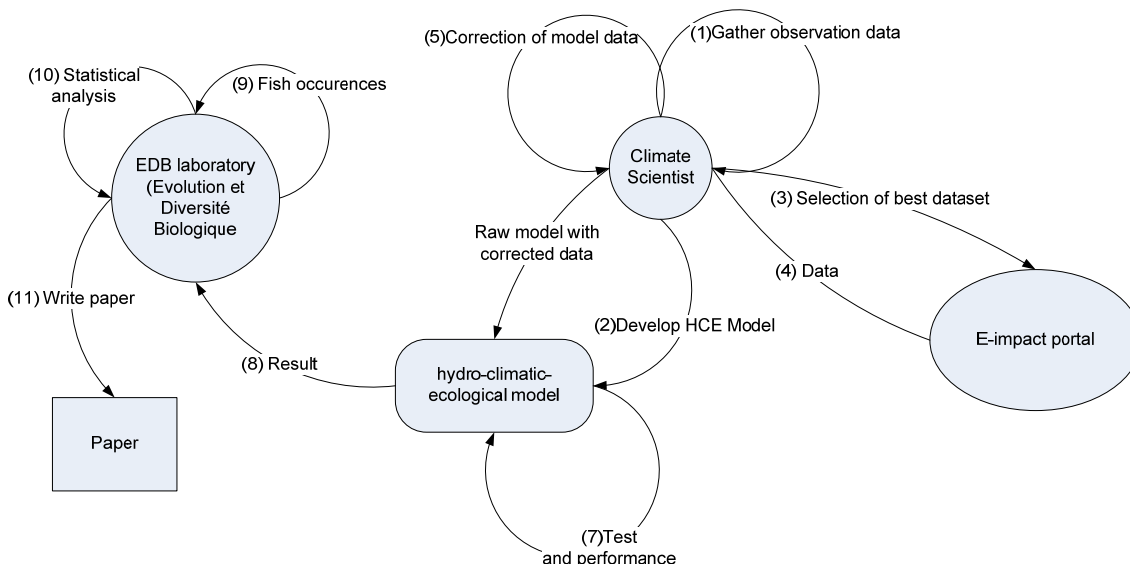 (5)Correction of model data
(1)Gather observation data
(10) Statistical
analysis
(9) Fish occurences
EDB laboratory
(Evolution et
Diversité
Biologique
Climate
Scientist
(3) Selection of best dataset
Raw model with
corrected data
(4) Data
(11) Write paper
(2)Develop HCE Model
E-impact portal
(8) Result
hydro-climatic-
ecological model
Paper
(7)Test
and performance